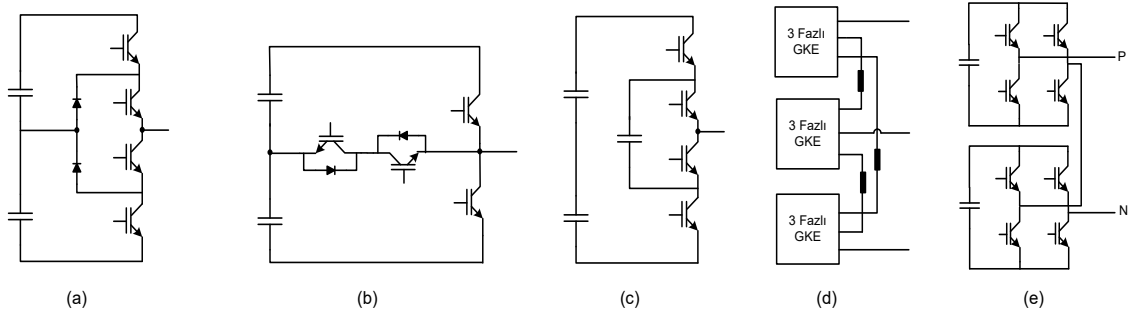 3 Fazlı
GKE
3 Fazlı
GKE
3 Fazlı
GKE
P
N
(a)
(b)
(c)
(d)
(e)